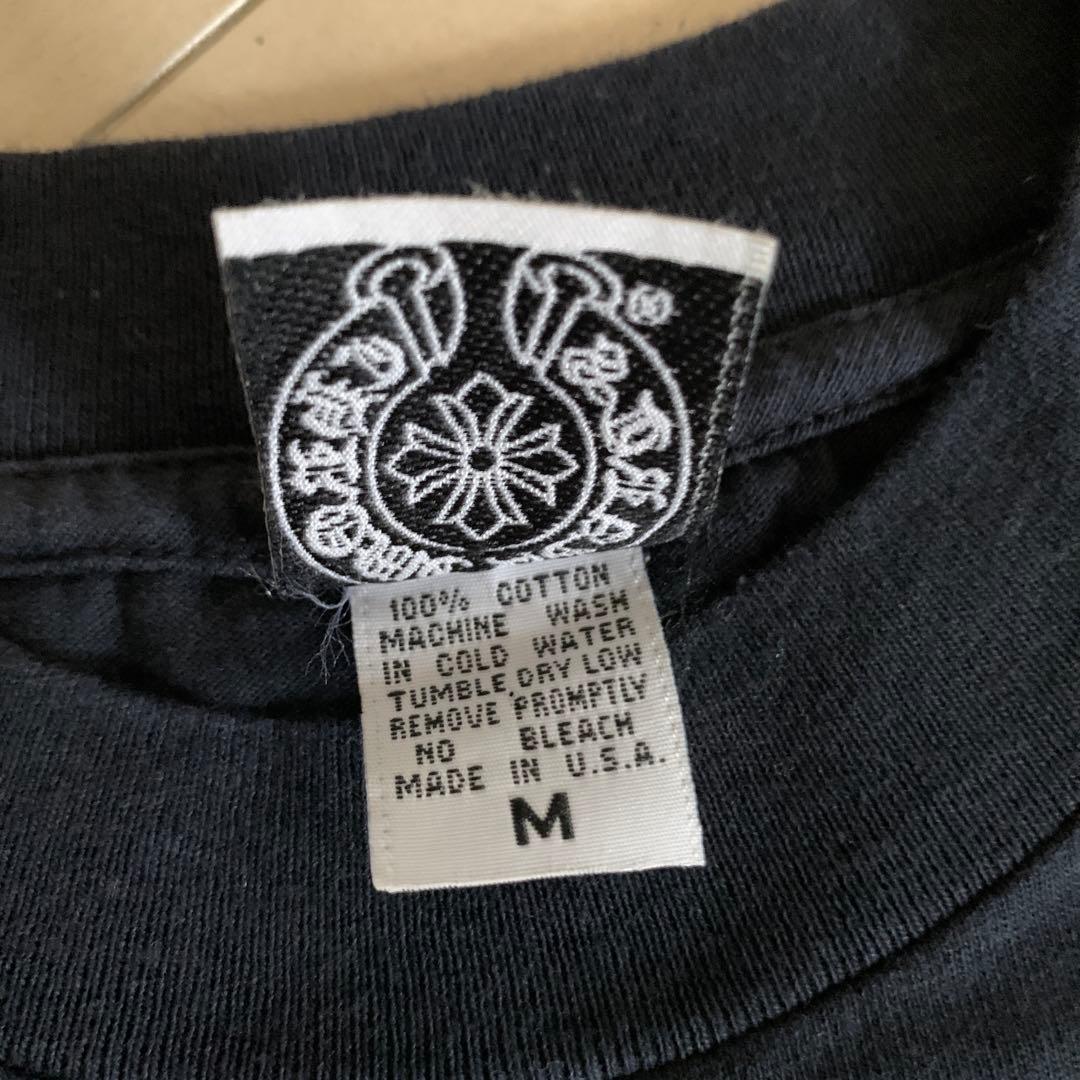 ®
100% COTTON
MACHINE WASH
IN COLD WATER
TUMBLE DRY LOW
REMOVE PROMPTLY
NO BLEACH
MADE IN U.S.A.
M